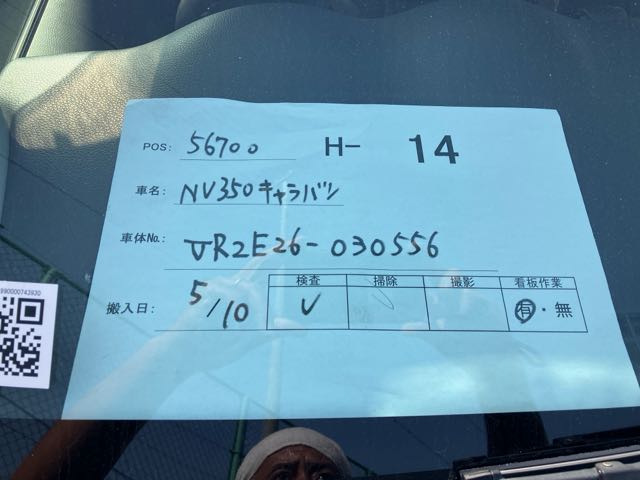 POS: 56700 H- 14
車名: NV350キャラバン
車体No.: VR2E26-030556
搬入日: 5/10
検査 掃除 撮影 看板作業
✓ ✓ 有・無
990000743930